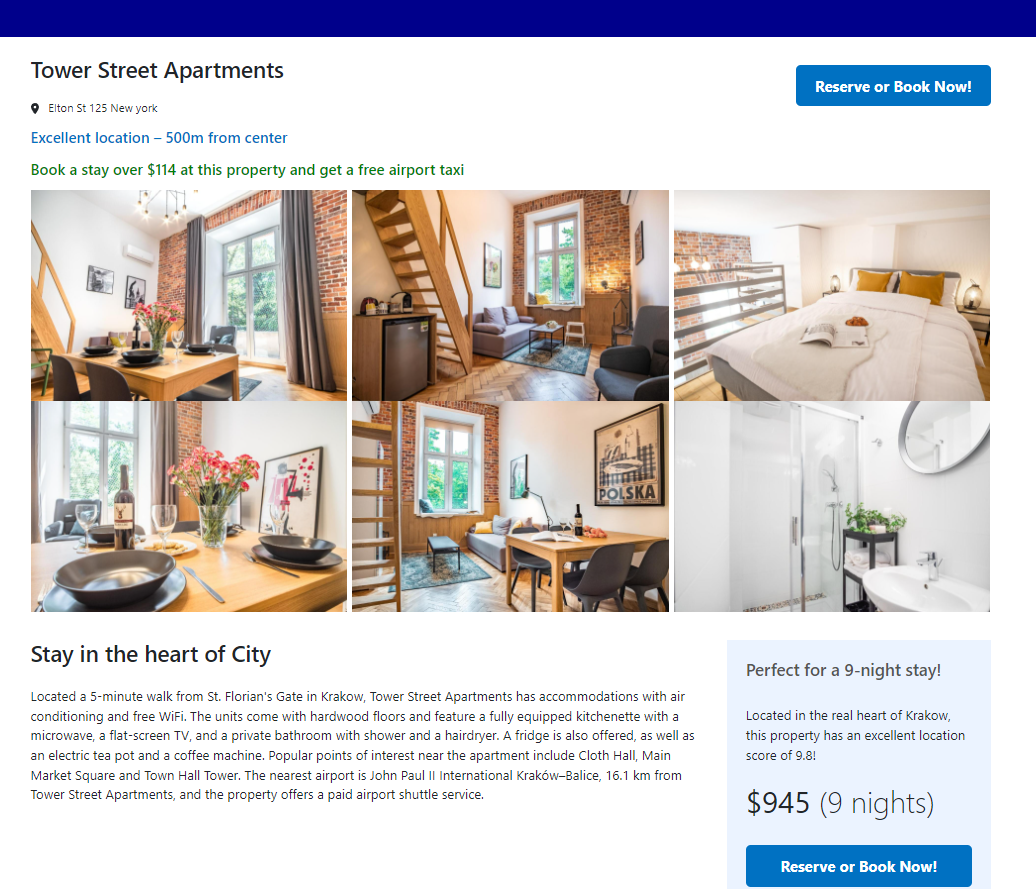 Tower Street Apartments
Reserve or Book Now!
Elton St 125 New york
Excellent location – 500m from center
Book a stay over $114 at this property and get a free airport taxi
POLSKA
Stay in the heart of City
Located a 5-minute walk from St. Florian's Gate in Krakow, Tower Street Apartments has accommodations with air
conditioning and free WiFi. The units come with hardwood floors and feature a fully equipped kitchenette with a
microwave, a flat-screen TV, and a private bathroom with shower and a hairdryer. A fridge is also offered, as well as
an electric tea pot and a coffee machine. Popular points of interest near the apartment include Cloth Hall, Main
Market Square and Town Hall Tower. The nearest airport is John Paul II International Kraków–Balice, 16.1 km from
Tower Street Apartments, and the property offers a paid airport shuttle service.
Perfect for a 9-night stay!
Located in the real heart of Krakow,
this property has an excellent location
score of 9.8!
$945 (9 nights)
Reserve or Book Now!